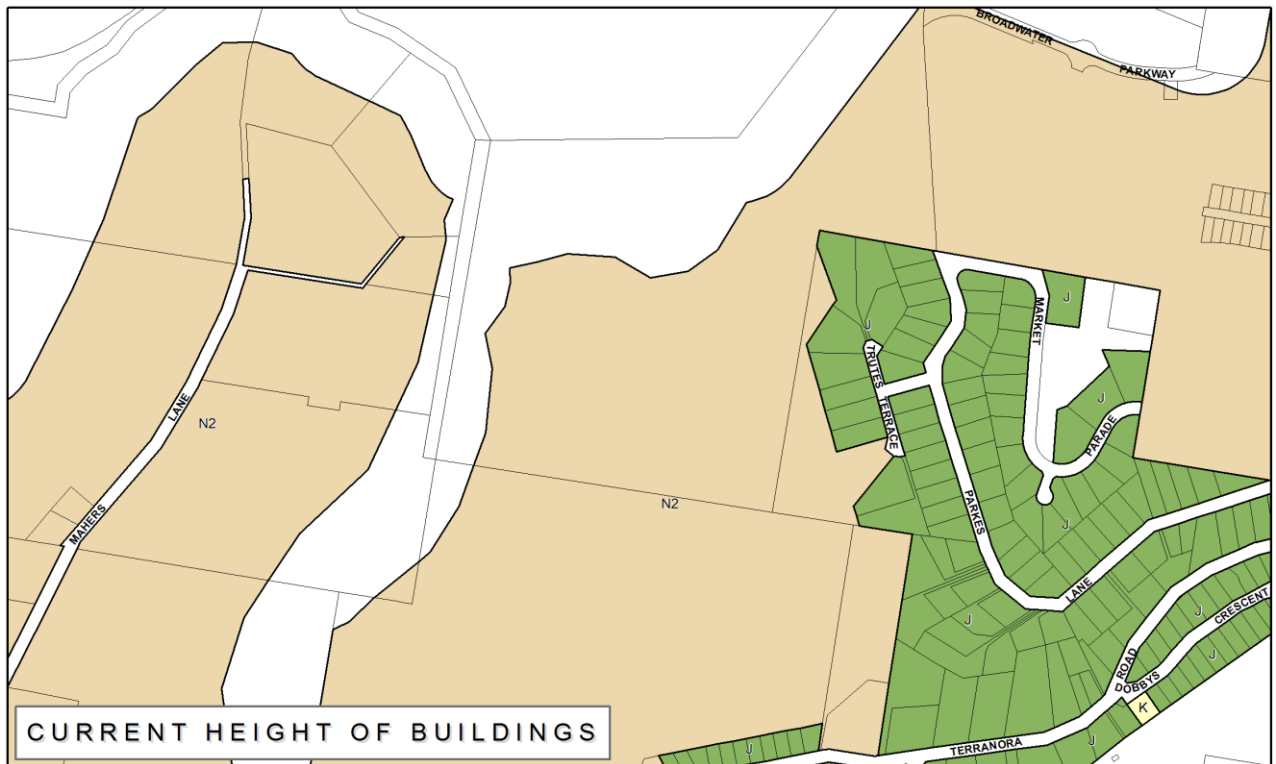 BROADWATER
PARKWAY
J
MARKET
J
TRUTES
TERRACE
J
PARADE
LANE
N2
N2
PARKES
MAHERS
J
LANE
J
J
CRESCENT
J
ROAD
DOBBYS
K
CURRENT HEIGHT OF BUILDINGS
J
TERRANORA
J